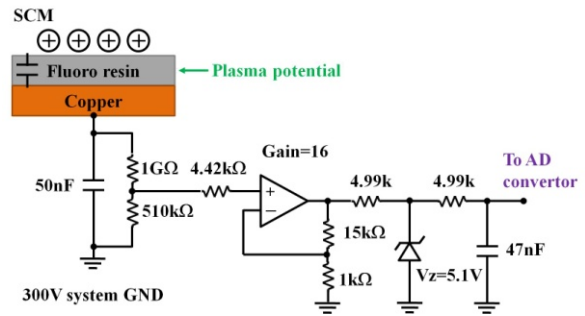 SCM
Fluoro resin
Plasma potential
Copper
1GΩ
4.42kΩ
Gain=16
50nF
510kΩ
+
−
4.99k
4.99k
To AD
convertor
15kΩ
1kΩ
Vz=5.1V
47nF
300V system GND